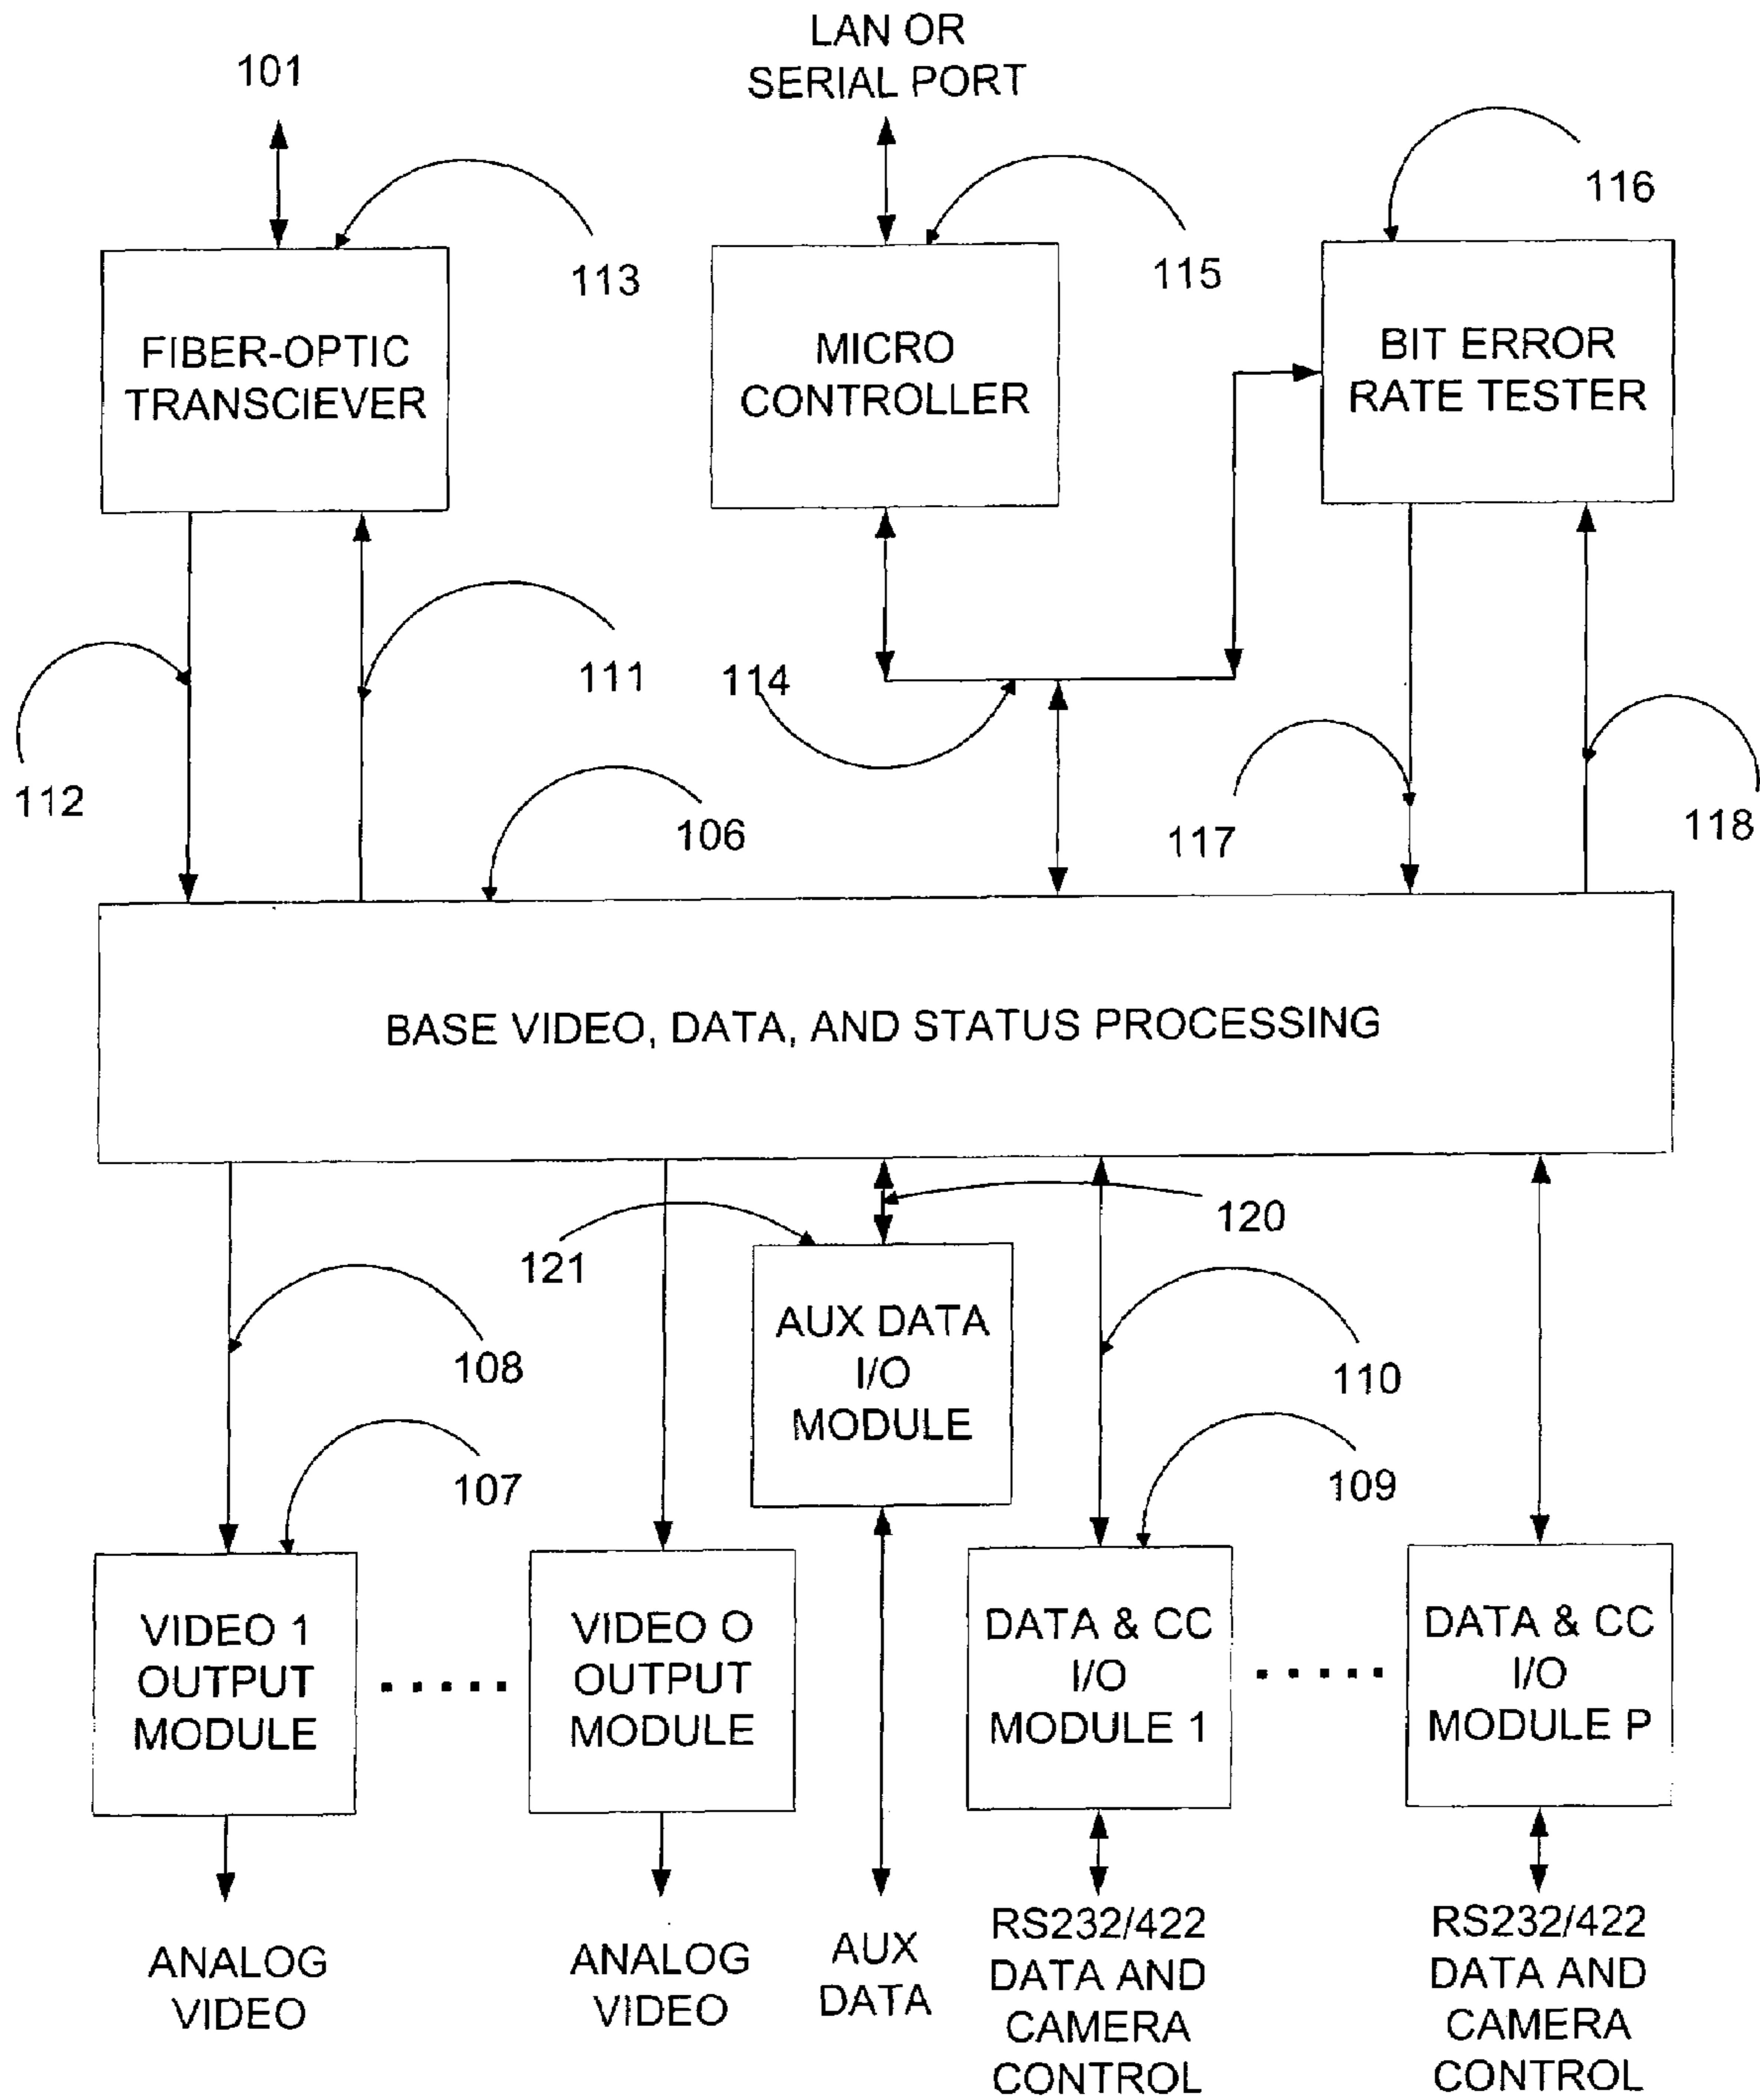 LAN OR
SERIAL PORT
101
116
113
115
FIBER-OPTIC
TRANSCIEVER
MICRO
CONTROLLER
BIT ERROR
RATE TESTER
111
114
112
106
117
118
BASE VIDEO, DATA, AND STATUS PROCESSING
121
120
108
AUX DATA
I/O
MODULE
110
107
109
VIDEO 1
OUTPUT
MODULE
VIDEO O
OUTPUT
MODULE
DATA & CC
I/O
MODULE 1
DATA & CC
I/O
MODULE P
ANALOG
VIDEO
ANALOG
VIDEO
AUX
DATA
RS232/422
DATA AND
CAMERA
CONTROL
RS232/422
DATA AND
CAMERA
CONTROL